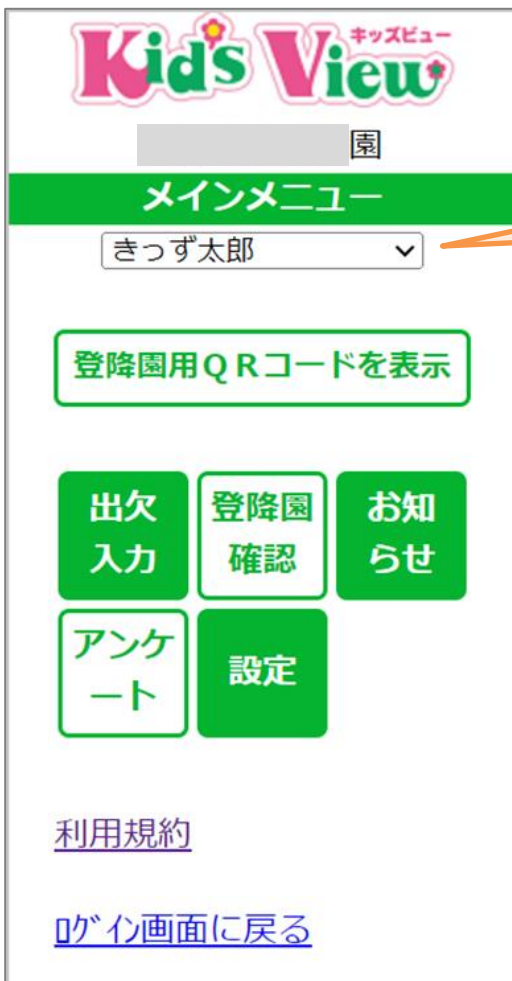 キッズビュー
Kid's View
園
メインメニュー
きっず太郎
登降園用QRコードを表示
出欠
入力
登降園
確認
お知
らせ
アンケ
ート
設定
利用規約
ﾛｸﾞｲﾝ画面に戻る